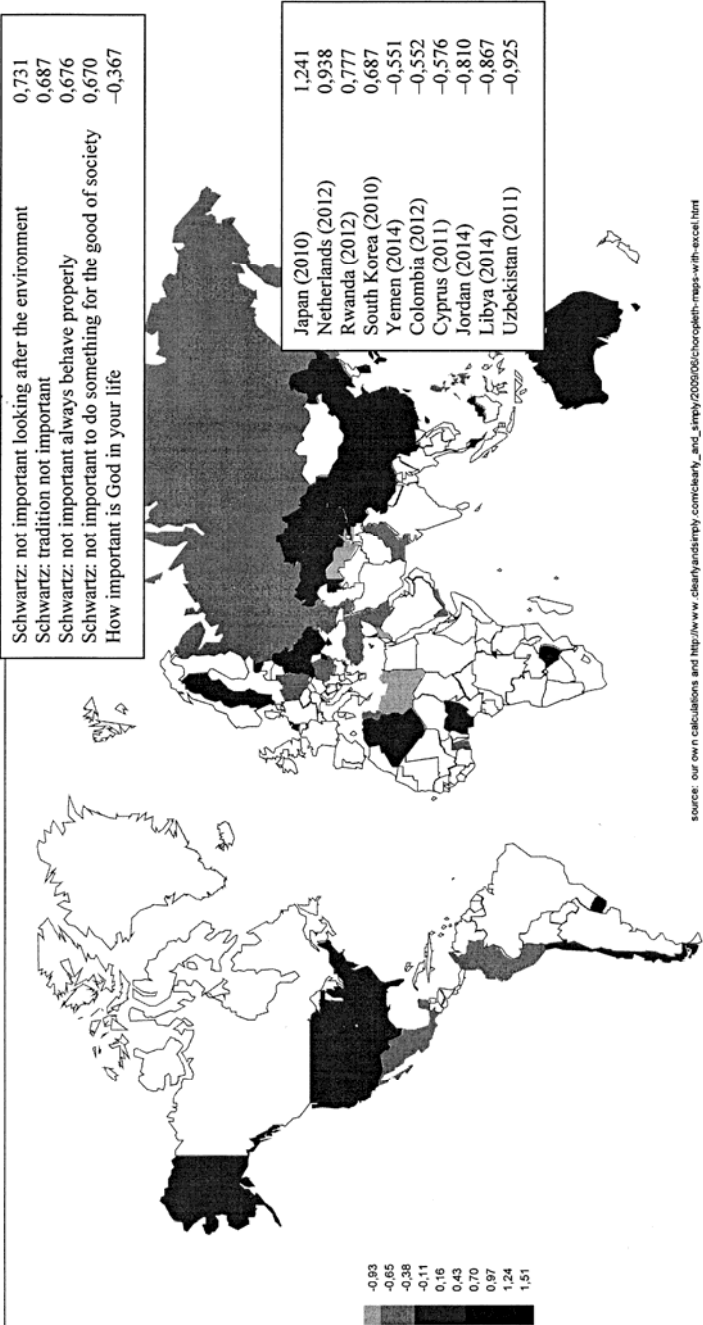 Schwartz: not important looking after the environment 0,731
Schwartz: tradition not important 0,687
Schwartz: not important always behave properly 0,676
Schwartz: not important to do something for the good of society 0,670
How important is God in your life –0,367
Japan (2010) 1,241
Netherlands (2012) 0,938
Rwanda (2012) 0,777
South Korea (2010) 0,687
Yemen (2014) –0,551
Colombia (2012) –0,552
Cyprus (2011) –0,576
Jordan (2014) –0,810
Libya (2014) –0,867
Uzbekistan (2011) –0,925
-0,93
-0,65
-0,38
-0,11
0,16
0,43
0,70
0,97
1,24
1,51
source: our own calculations and http://www.clearlyandsimply.com/clearly_and_simply/2009/06/choropleth-maps-with-excel.html